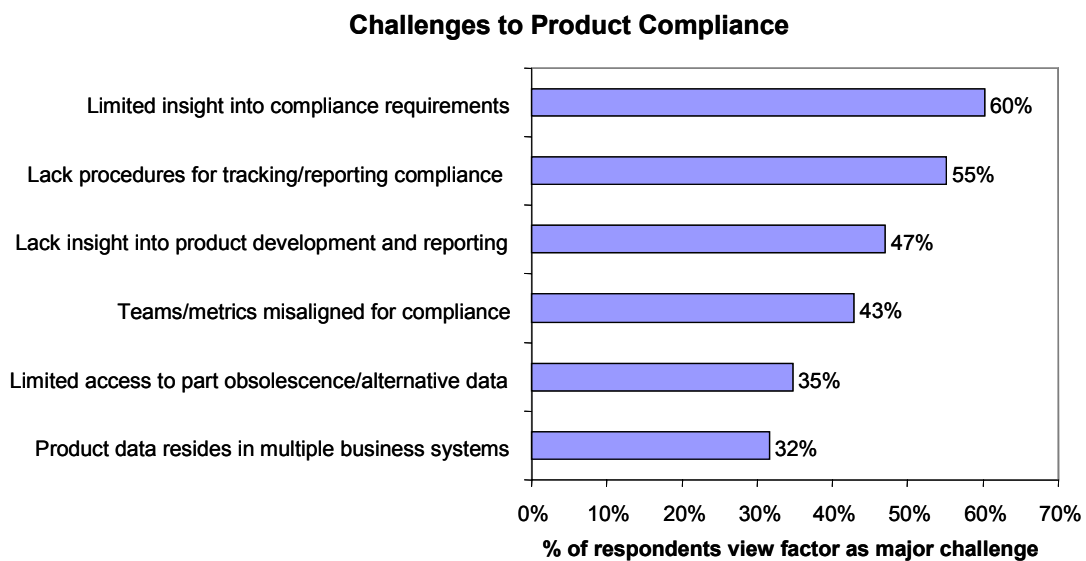 Challenges to Product Compliance
Limited insight into compliance requirements 60%
Lack procedures for tracking/reporting compliance 55%
Lack insight into product development and reporting 47%
Teams/metrics misaligned for compliance 43%
Limited access to part obsolescence/alternative data 35%
Product data resides in multiple business systems 32%
0% 10% 20% 30% 40% 50% 60% 70%
% of respondents view factor as major challenge